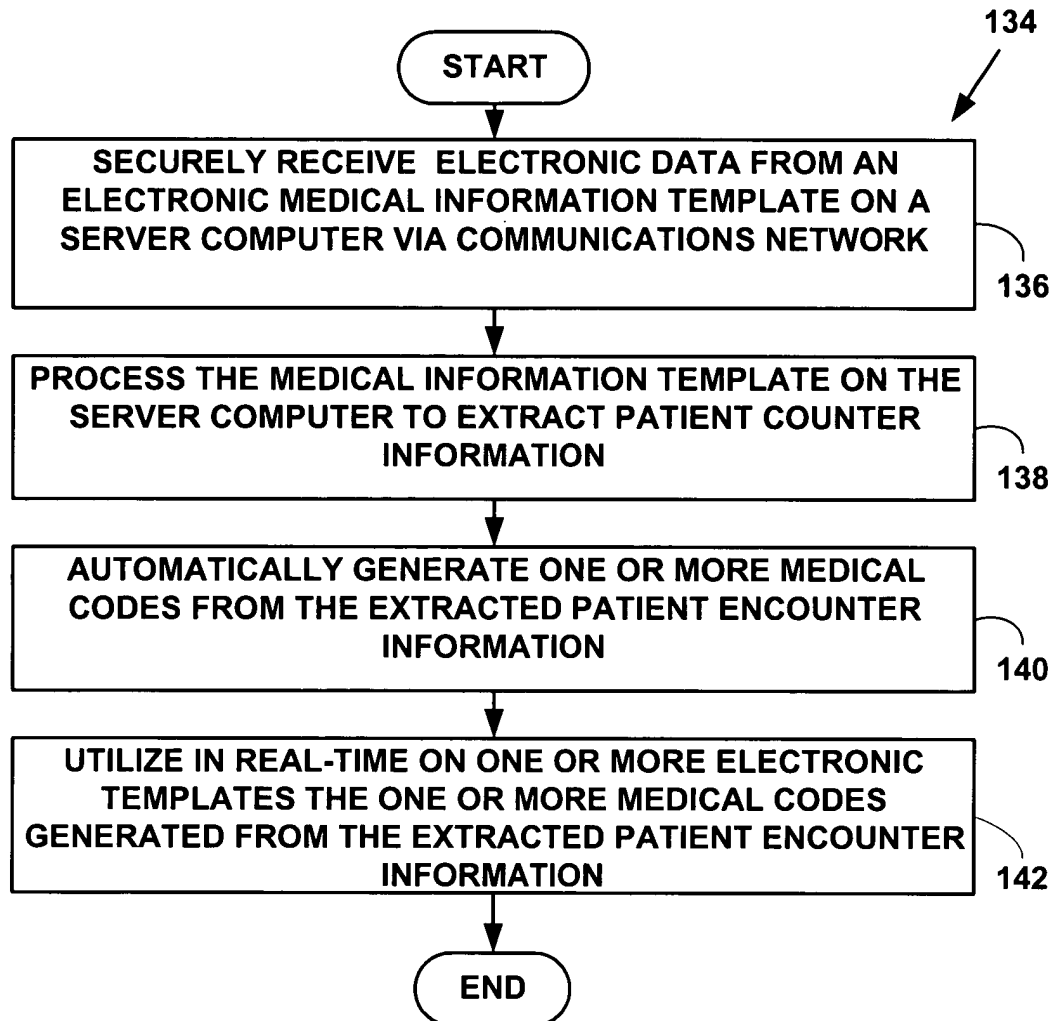 134
START
SECURELY RECEIVE ELECTRONIC DATA FROM AN
ELECTRONIC MEDICAL INFORMATION TEMPLATE ON A
SERVER COMPUTER VIA COMMUNICATIONS NETWORK
136
PROCESS THE MEDICAL INFORMATION TEMPLATE ON THE
SERVER COMPUTER TO EXTRACT PATIENT COUNTER
INFORMATION
138
AUTOMATICALLY GENERATE ONE OR MORE MEDICAL
CODES FROM THE EXTRACTED PATIENT ENCOUNTER
INFORMATION
140
UTILIZE IN REAL-TIME ON ONE OR MORE ELECTRONIC
TEMPLATES THE ONE OR MORE MEDICAL CODES
GENERATED FROM THE EXTRACTED PATIENT ENCOUNTER
INFORMATION
142
END